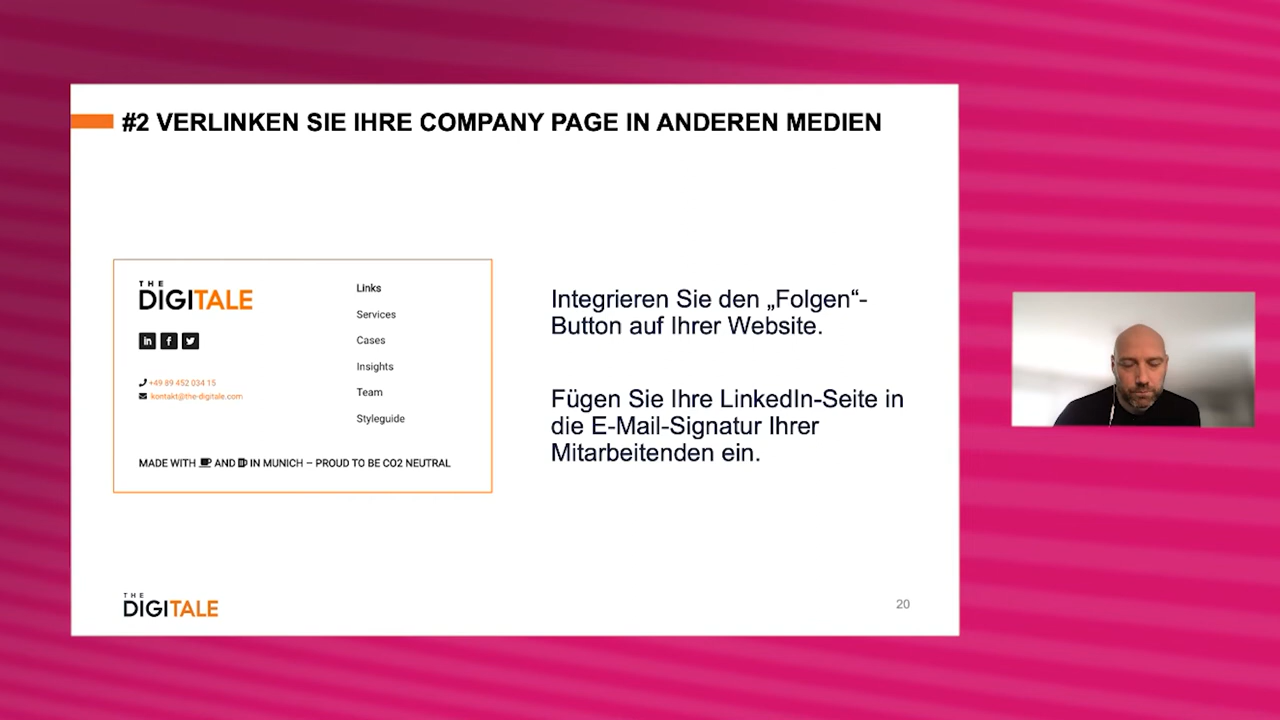 #2 VERLINKEN SIE IHRE COMPANY PAGE IN ANDEREN MEDIEN
THE
DIGITALE
in f
+49 89 452 034 15
kontakt@the-digitale.com
Links
Services
Cases
Insights
Team
Styleguide
MADE WITH AND IN MUNICH – PROUD TO BE CO2 NEUTRAL
Integrieren Sie den „Folgen“-
Button auf Ihrer Website.
Fügen Sie Ihre LinkedIn-Seite in
die E-Mail-Signatur Ihrer
Mitarbeitenden ein.
THE
DIGITALE
20